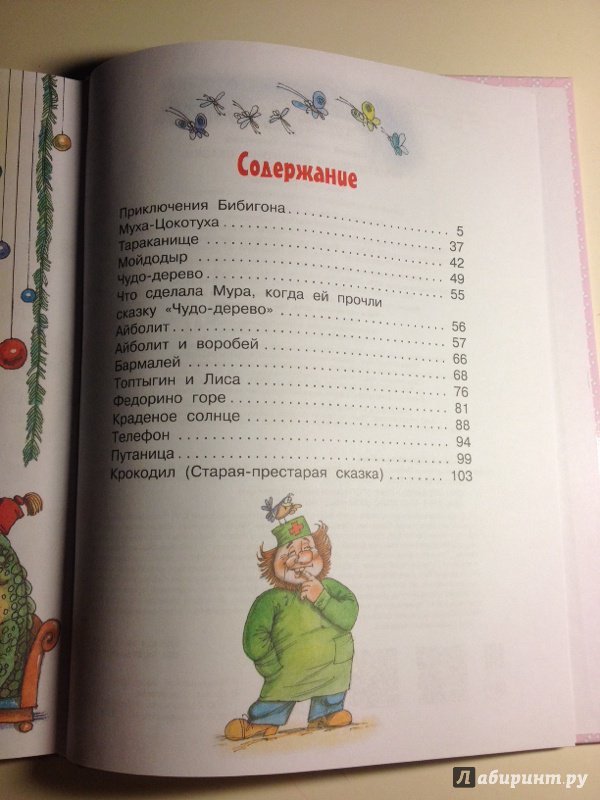 Содержание
Приключения Бибигона . . . . . . . . . . 5
Муха-Цокотуха . . . . . . . . . . 37
Тараканище . . . . . . . . . . 42
Мойдодыр . . . . . . . . . . 49
Чудо-дерево . . . . . . . . . . 55
Что сделала Мура, когда ей прочли
сказку «Чудо-дерево» . . . . . . . . . . 56
Айболит . . . . . . . . . . 57
Айболит и воробей . . . . . . . . . . 66
Бармалей . . . . . . . . . . 68
Топтыгин и Лиса . . . . . . . . . . 76
Федорино горе . . . . . . . . . . 81
Краденое солнце . . . . . . . . . . 88
Телефон . . . . . . . . . . 94
Путаница . . . . . . . . . . 99
Крокодил (Старая-престарая сказка) . . . . . . . . 103
Лабиринт.ру